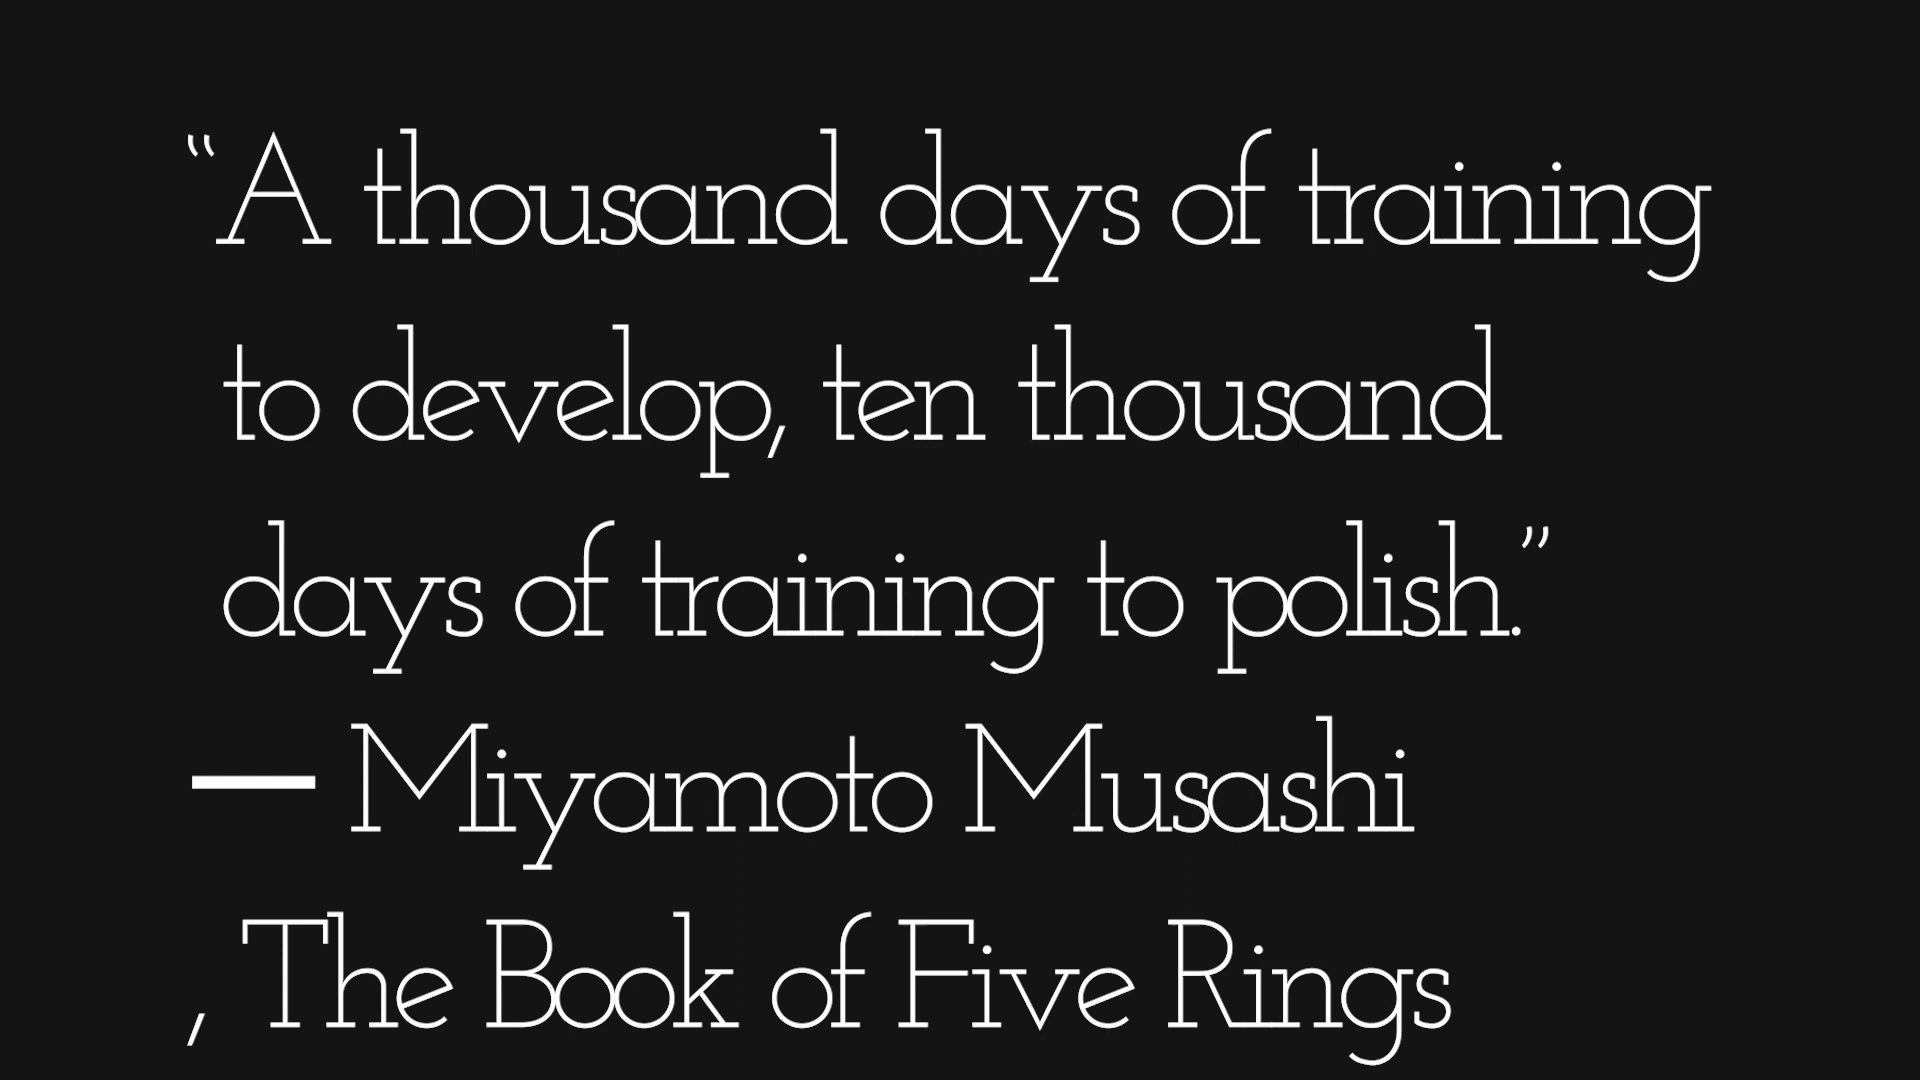 “A thousand days of training
to develop, ten thousand
days of training to polish.”
― Miyamoto Musashi
, The Book of Five Rings